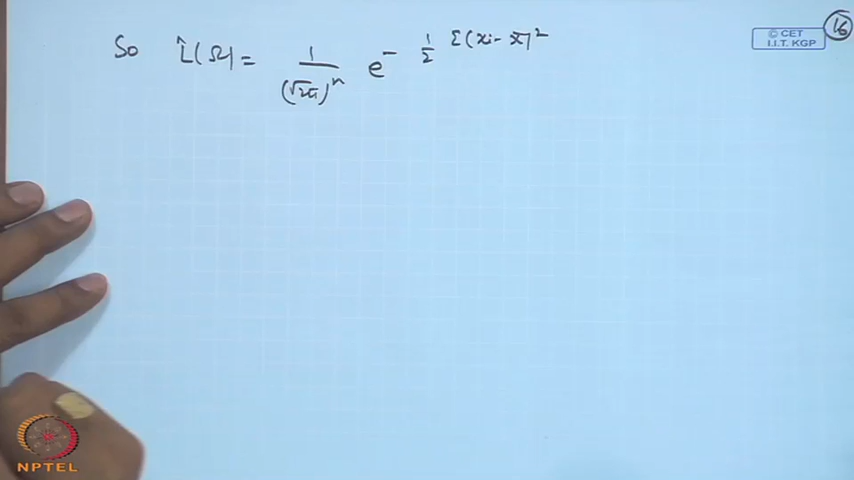 So L̂(Ω) = 1/(√2π)ⁿ e^{- 1/2 Σ(xi - x̄)²}
© CET
I.I.T. KGP
16
NPTEL